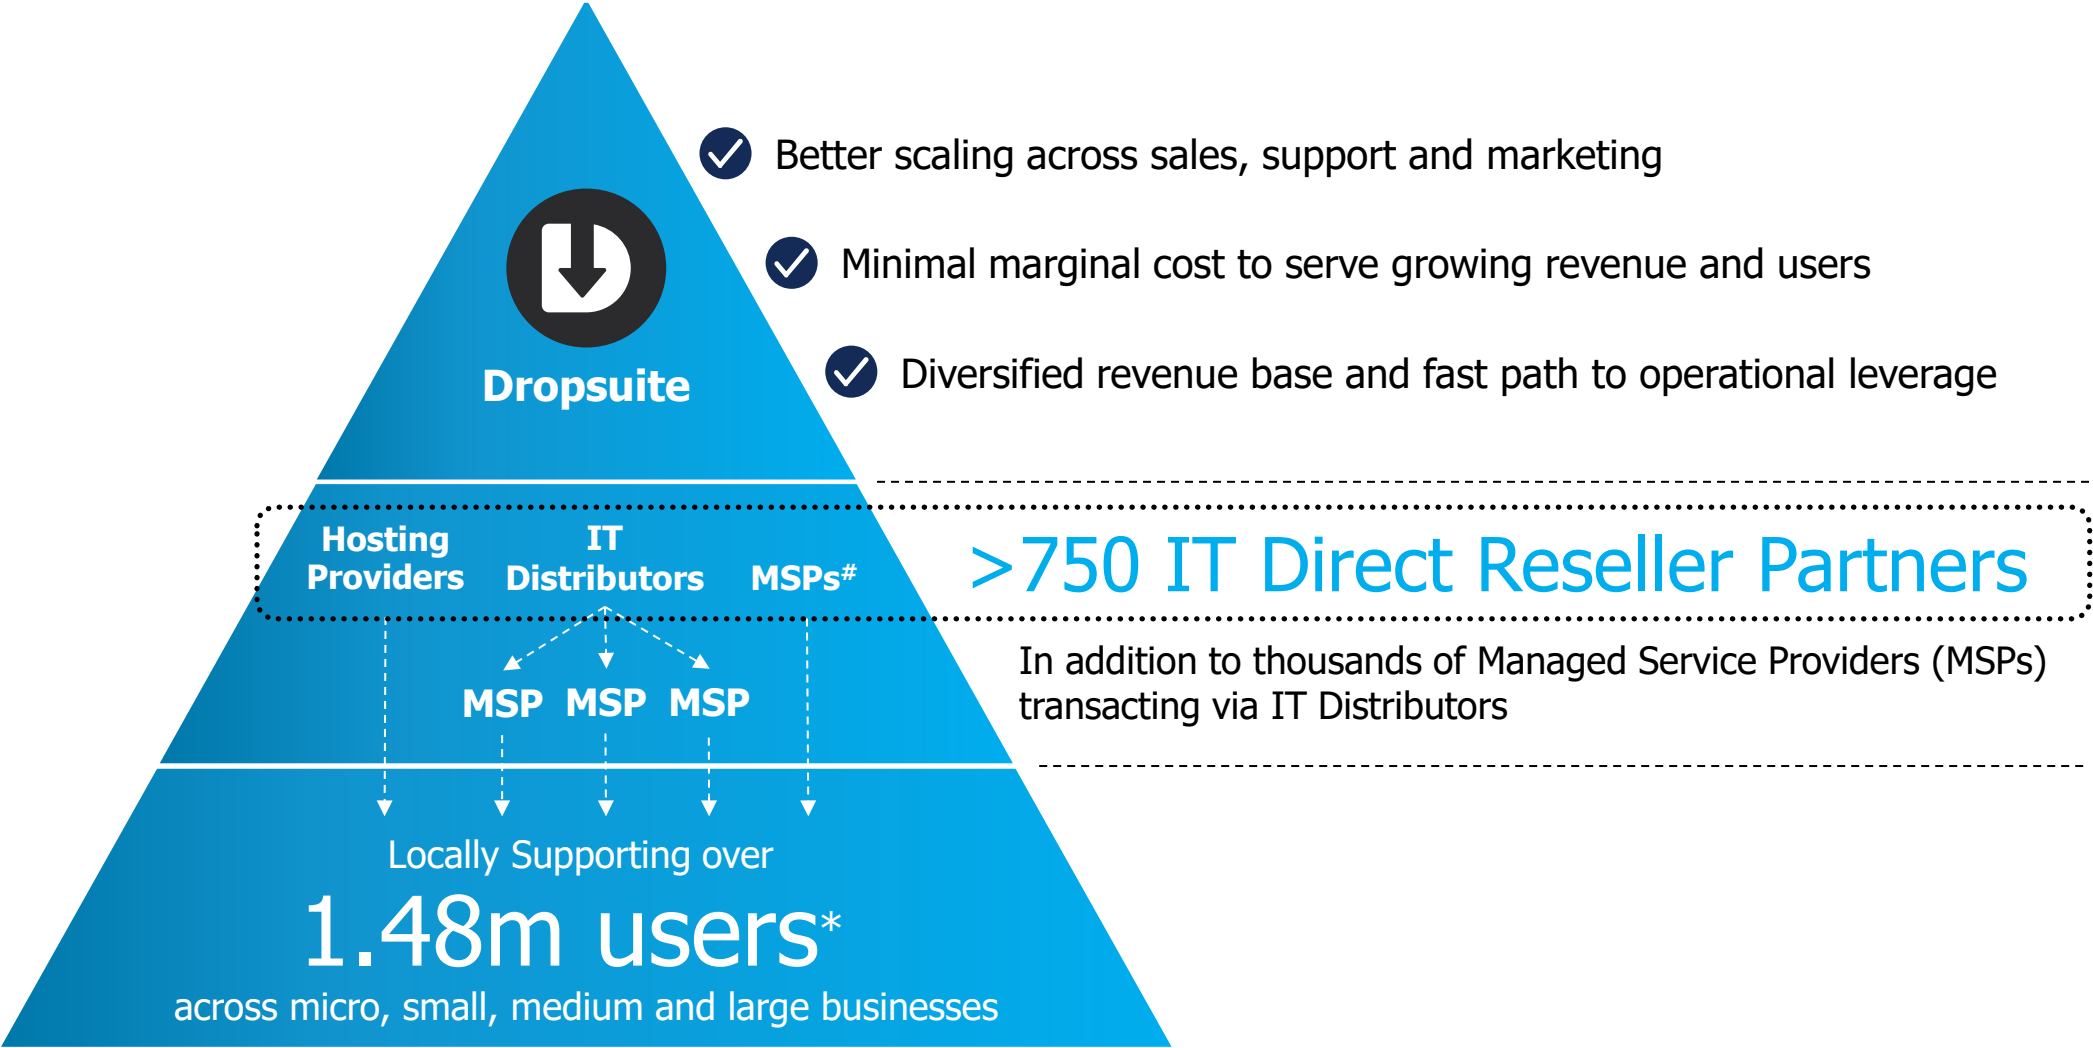 Better scaling across sales, support and marketing
Minimal marginal cost to serve growing revenue and users
Diversified revenue base and fast path to operational leverage
Dropsuite
Hosting
Providers
IT
Distributors
MSPs#
>750 IT Direct Reseller Partners
In addition to thousands of Managed Service Providers (MSPs)
transacting via IT Distributors
MSP MSP MSP
Locally Supporting over
1.48m users*
across micro, small, medium and large businesses